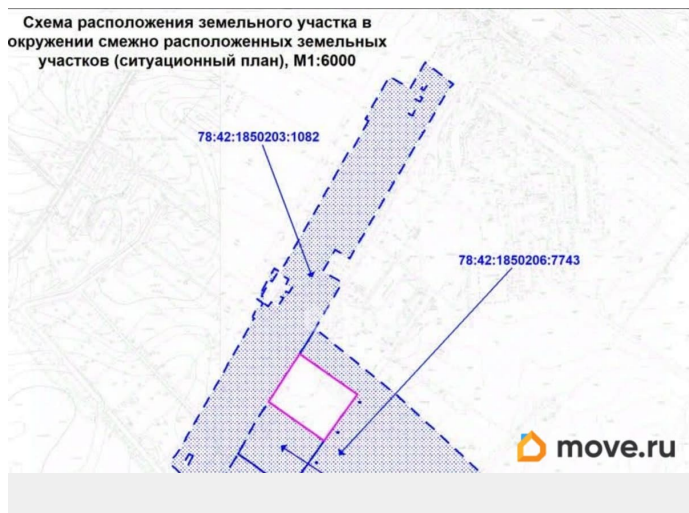 Схема расположения земельного участка в
окружении смежно расположенных земельных
участков (ситуационный план), М1:6000
78:42:1850203:1082
78:42:1850206:7743
move.ru